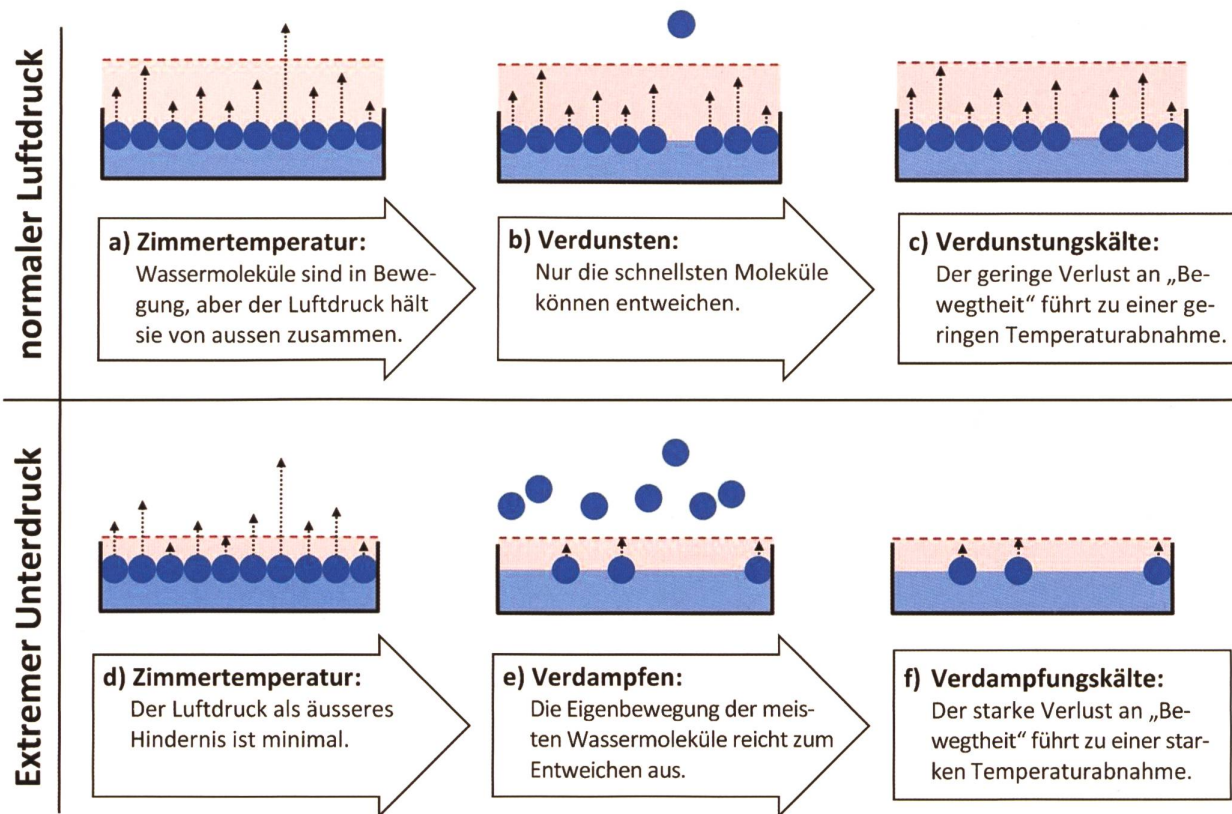 normaler Luftdruck
a) Zimmertemperatur:
Wassermoleküle sind in Bewe-
gung, aber der Luftdruck hält
sie von aussen zusammen.
b) Verdunsten:
Nur die schnellsten Moleküle
können entweichen.
c) Verdunstungskälte:
Der geringe Verlust an „Be-
wegtheit“ führt zu einer ge-
ringen Temperaturabnahme.
Extremer Unterdruck
d) Zimmertemperatur:
Der Luftdruck als äusseres
Hindernis ist minimal.
e) Verdampfen:
Die Eigenbewegung der meis-
ten Wassermoleküle reicht zum
Entweichen aus.
f) Verdampfungskälte:
Der starke Verlust an „Be-
wegtheit“ führt zu einer star-
ken Temperaturabnahme.